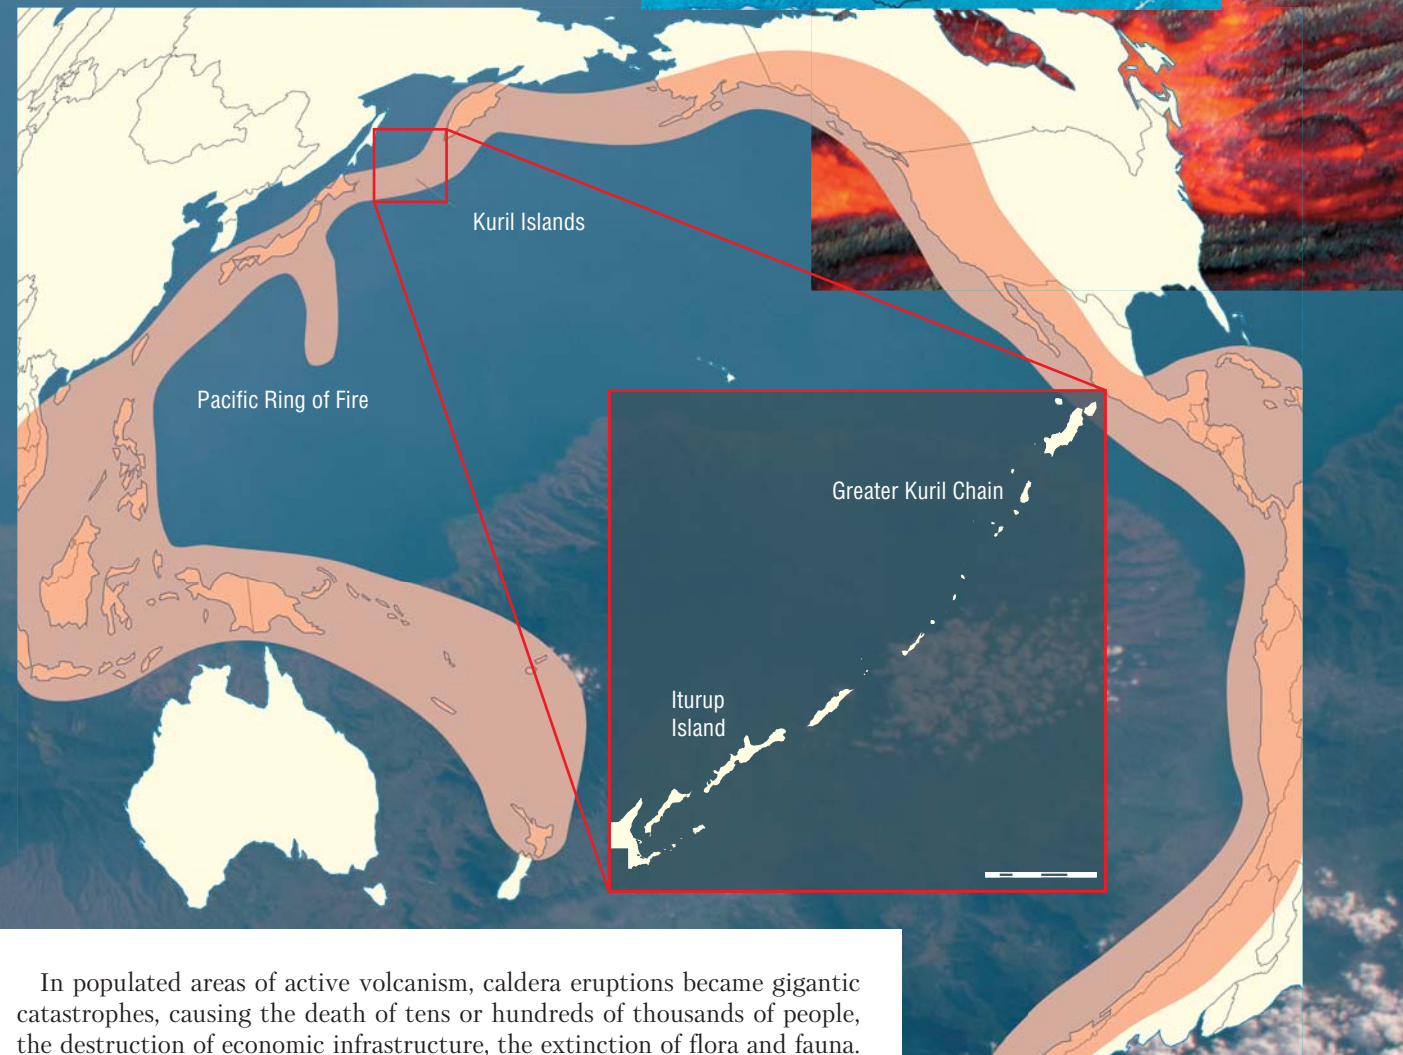 Kuril Islands
Pacific Ring of Fire
Greater Kuril Chain
Iturup
Island
In populated areas of active volcanism, caldera eruptions became gigantic
catastrophes, causing the death of tens or hundreds of thousands of people,
the destruction of economic infrastructure, the extinction of flora and fauna.